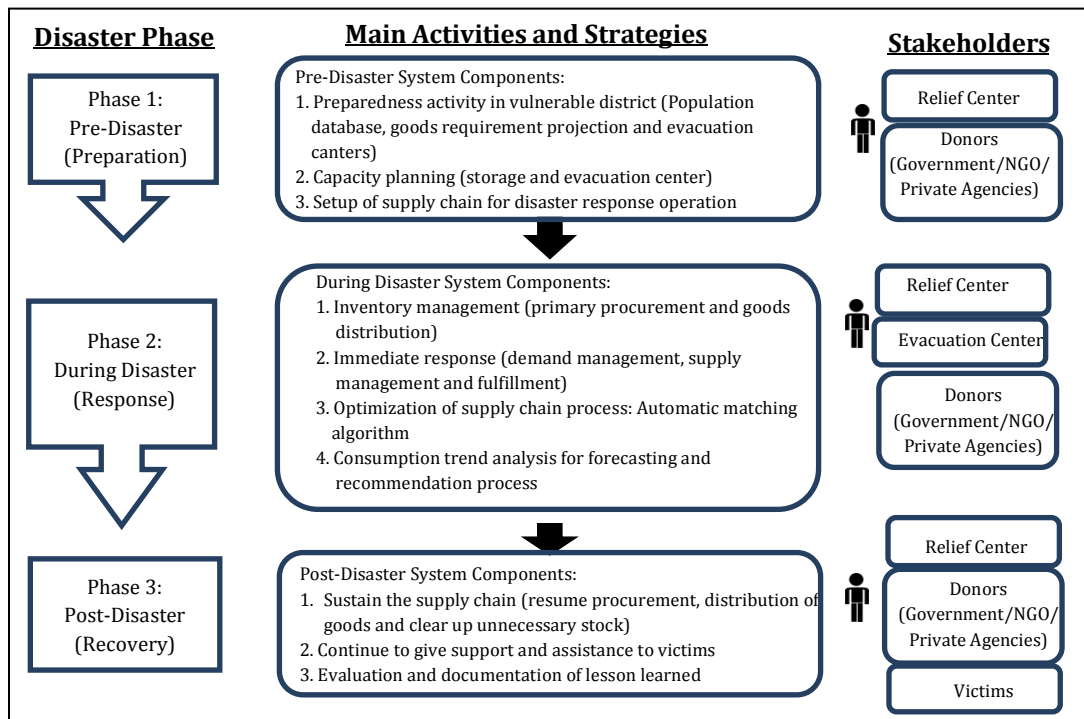 Disaster Phase
Main Activities and Strategies
Stakeholders
Phase 1:
Pre-Disaster
(Preparation)
Pre-Disaster System Components:
1. Preparedness activity in vulnerable district (Population
database, goods requirement projection and evacuation
canters)
2. Capacity planning (storage and evacuation center)
3. Setup of supply chain for disaster response operation
Relief Center
Donors
(Government/NGO/
Private Agencies)
Phase 2:
During Disaster
(Response)
During Disaster System Components:
1. Inventory management (primary procurement and goods
distribution)
2. Immediate response (demand management, supply
management and fulfillment)
3. Optimization of supply chain process: Automatic matching
algorithm
4. Consumption trend analysis for forecasting and
recommendation process
Relief Center
Evacuation Center
Donors
(Government/NGO/
Private Agencies)
Phase 3:
Post-Disaster
(Recovery)
Post-Disaster System Components:
1. Sustain the supply chain (resume procurement, distribution of
goods and clear up unnecessary stock)
2. Continue to give support and assistance to victims
3. Evaluation and documentation of lesson learned
Relief Center
Donors
(Government/NGO/
Private Agencies)
Victims